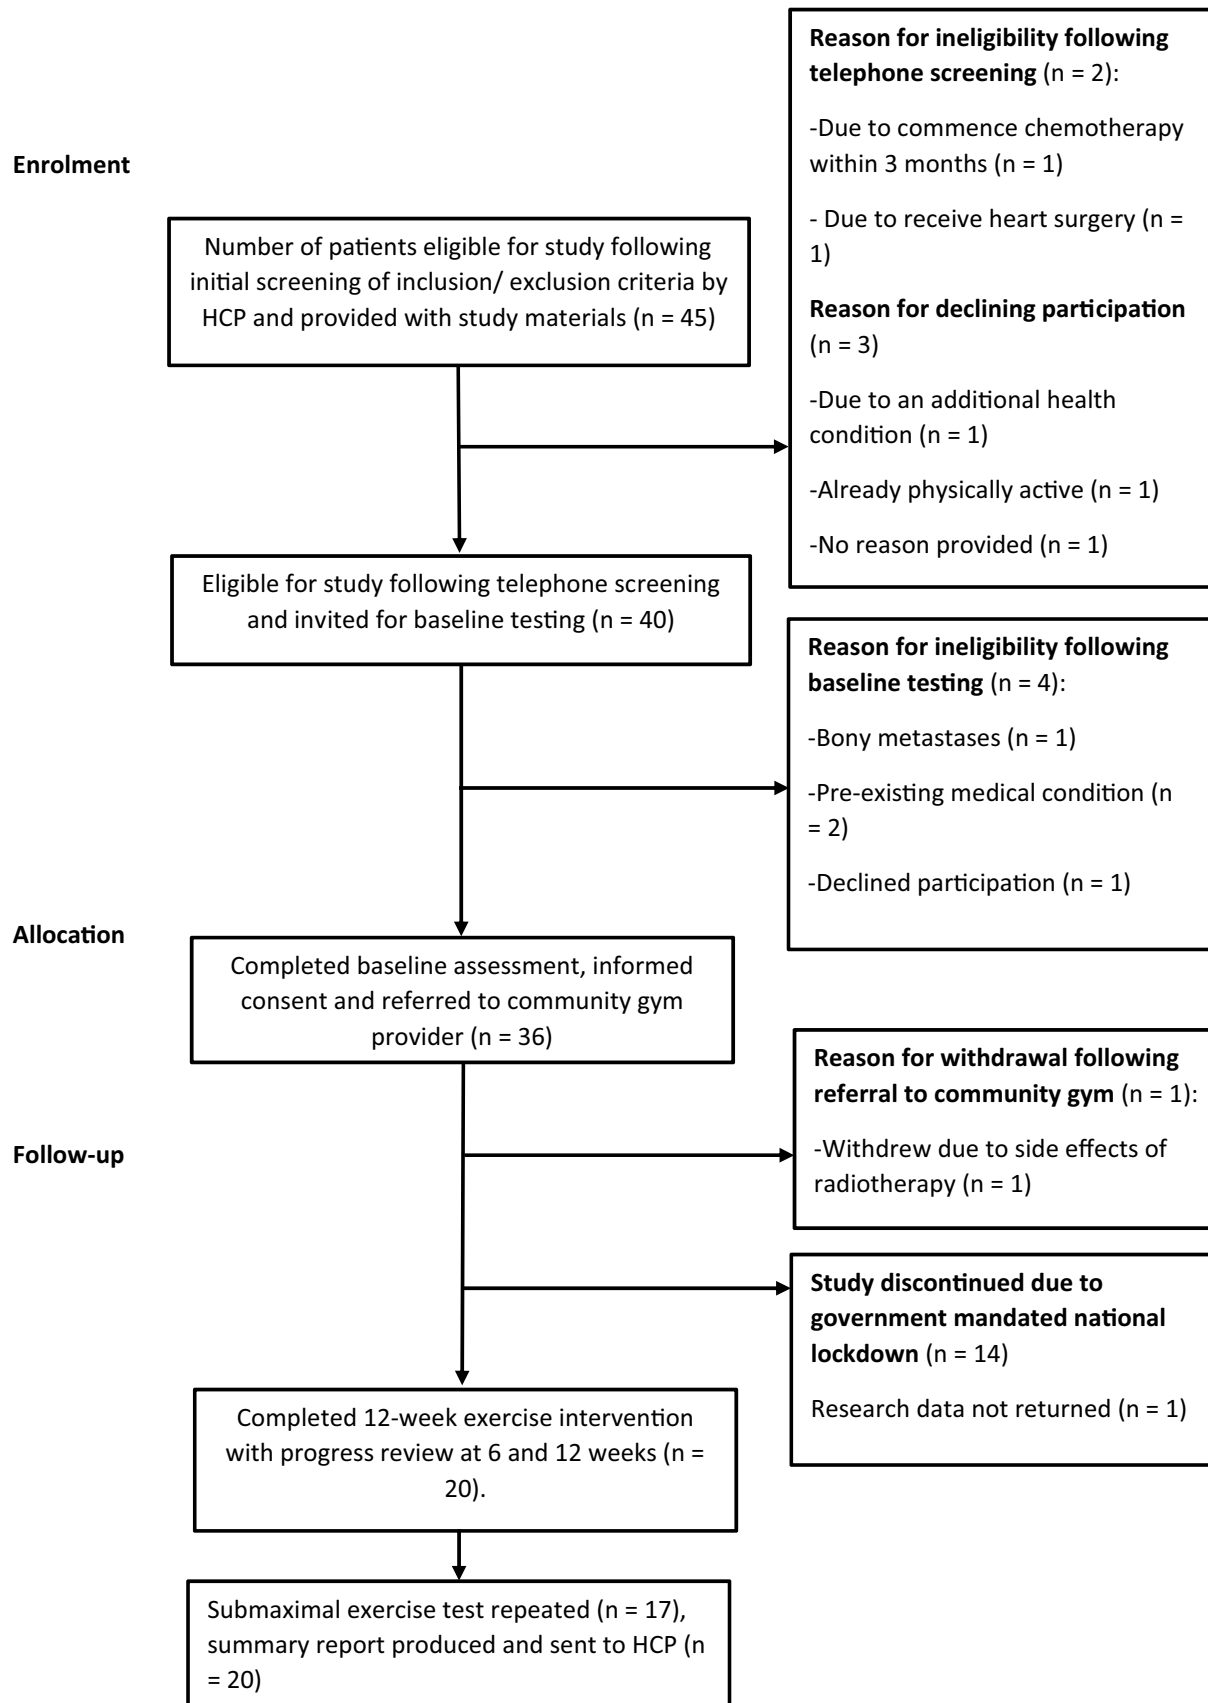 Enrolment
Number of patients eligible for study following
initial screening of inclusion/ exclusion criteria by
HCP and provided with study materials (n = 45)
Reason for ineligibility following
telephone screening (n = 2):
-Due to commence chemotherapy
within 3 months (n = 1)
- Due to receive heart surgery (n =
1)
Reason for declining participation
(n = 3)
-Due to an additional health
condition (n = 1)
-Already physically active (n = 1)
-No reason provided (n = 1)
Eligible for study following telephone screening
and invited for baseline testing (n = 40)
Reason for ineligibility following
baseline testing (n = 4):
-Bony metastases (n = 1)
-Pre-existing medical condition (n
= 2)
-Declined participation (n = 1)
Allocation
Completed baseline assessment, informed
consent and referred to community gym
provider (n = 36)
Reason for withdrawal following
referral to community gym (n = 1):
-Withdrew due to side effects of
radiotherapy (n = 1)
Follow-up
Study discontinued due to
government mandated national
lockdown (n = 14)
Research data not returned (n = 1)
Completed 12-week exercise intervention
with progress review at 6 and 12 weeks (n =
20).
Submaximal exercise test repeated (n = 17),
summary report produced and sent to HCP (n
= 20)